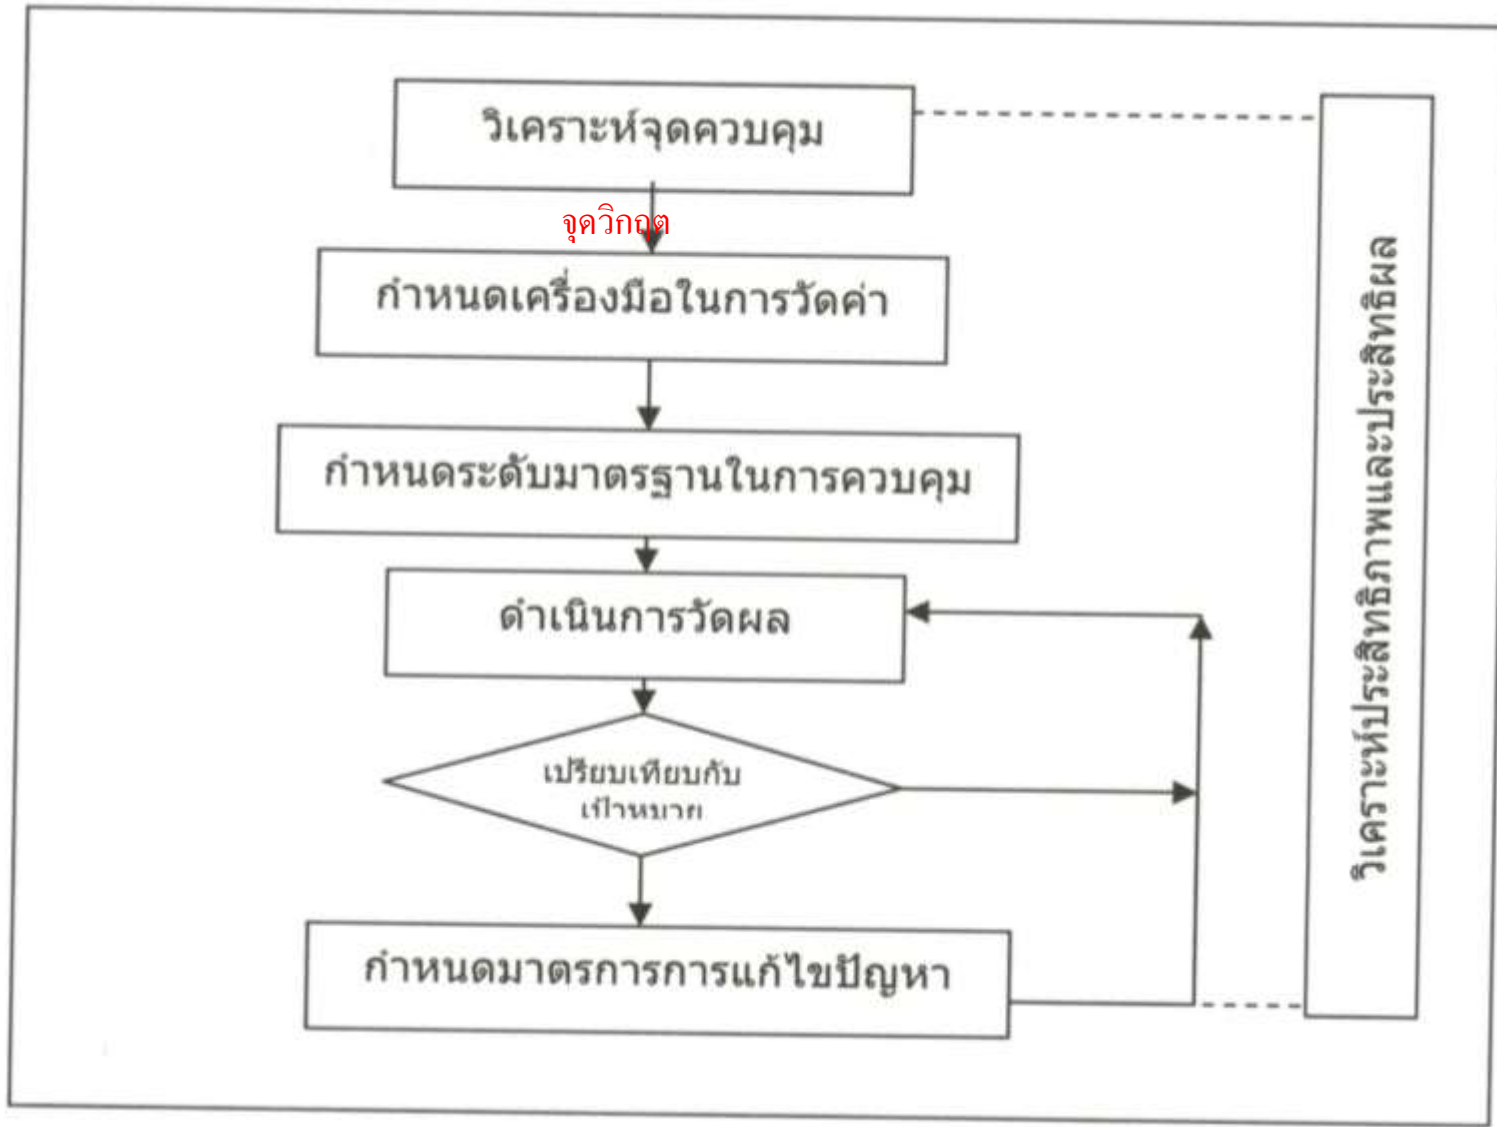 วิเคราะห์จุดควบคุม
จุดวิกฤต
กำหนดเครื่องมือในการวัดค่า
กำหนดระดับมาตรฐานในการควบคุม
ดำเนินการวัดผล
เปรียบเทียบกับ
เป้าหมาย
กำหนดมาตรการการแก้ไขปัญหา
วิเคราะห์ประสิทธิภาพและประสิทธิผล